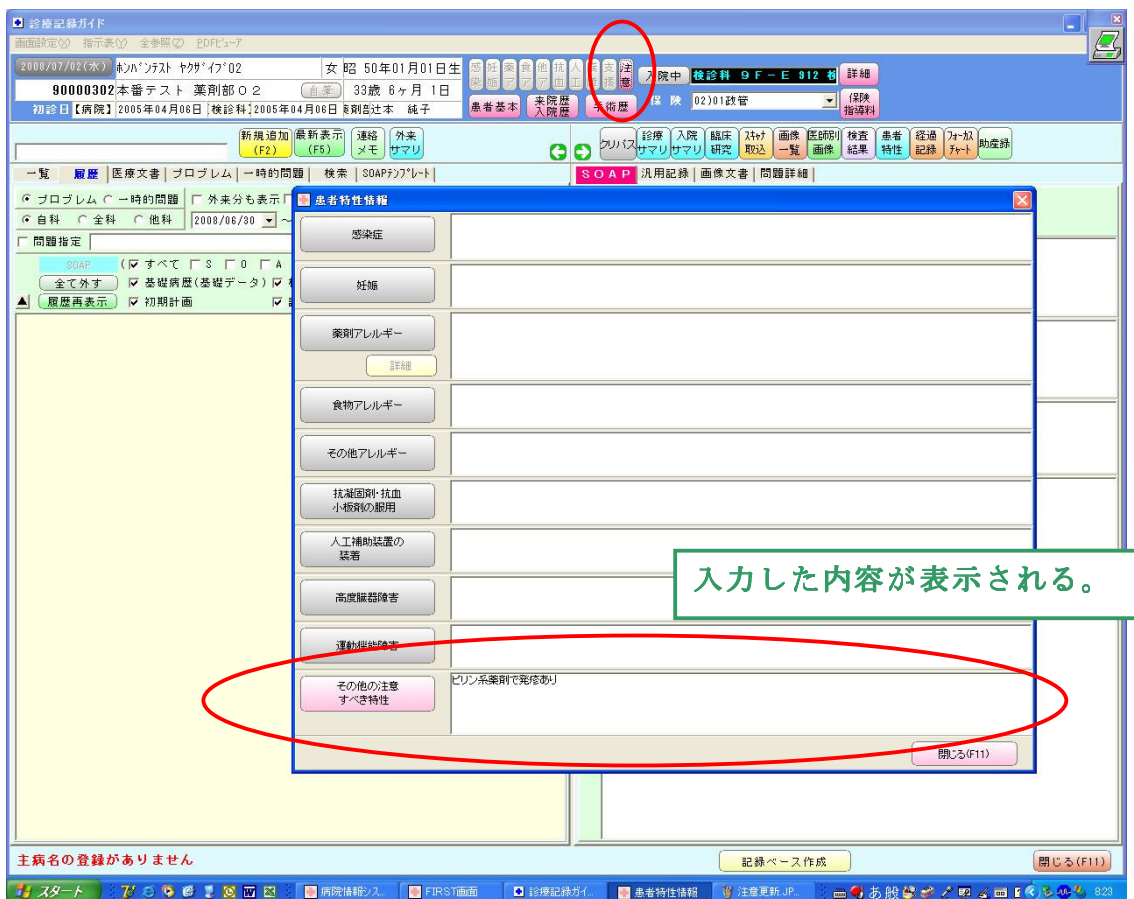 診療記録ガイド
画面設定(X) 指示表(Y) 全参照(Z) PDFビューア
2008/07/02(水) ﾎﾝﾊﾞﾝﾃｽﾄ ﾔｸｻﾞｲﾌﾞ02 女 昭 50年01月01日生
90000302 本番テスト 薬剤部０２ 33歳 6ヶ月 1日
初診日【病院】2005年04月06日【検診科】2005年04月06日 辻本 純子
感染 妊娠 薬ア 食ア 他ア 抗血 人工 支援 注意
入院中 検診科 ９Ｆ－Ｅ 912 詳細
患者基本 来院歴 入院歴 手術歴 保 険 02)01政管 (保険 指導料
新規追加 (F2) 最新表示 (F5) 連絡 メモ 外来 サマリ
クリパス 診療 サマリ 入院 サマリ 臨床 研究 ｽｷｬﾅ 取込 画像 一覧 医師別 画像 検査 結果 患者 特性 経過 記録 ﾌｫｰｶｽ ﾁｬｰﾄ 助産録
一覧 履歴 医療文書 プロブレム 一時的問題 検索 SOAPﾃﾝﾌﾟﾚｰﾄ
ＳＯＡＰ 汎用記録 画像文書 問題詳細
プロブレム 一時的問題 外来分も表示
自科 全科 他科 2008/06/30 ～
問題指定
SOAP (すべて S O A
全て外す 基礎病歴(基礎データ)
履歴再表示 初期計画
患者特性情報
感染症
妊娠
薬剤アレルギー
詳細
食物アレルギー
その他アレルギー
抗凝固剤・抗血
小板剤の服用
人工補助装置の
装着
高度臓器障害
運動機能障害
その他の注意
すべき特性
ピリン系薬剤で発疹あり
閉じる(F11)
入力した内容が表示される。
主病名の登録がありません
記録ベース作成
閉じる(F11)
スタート 病院情報シス... FIRST画面 診療記録ガイ... 患者特性情報 注意更新.JP... あ 般 8:23